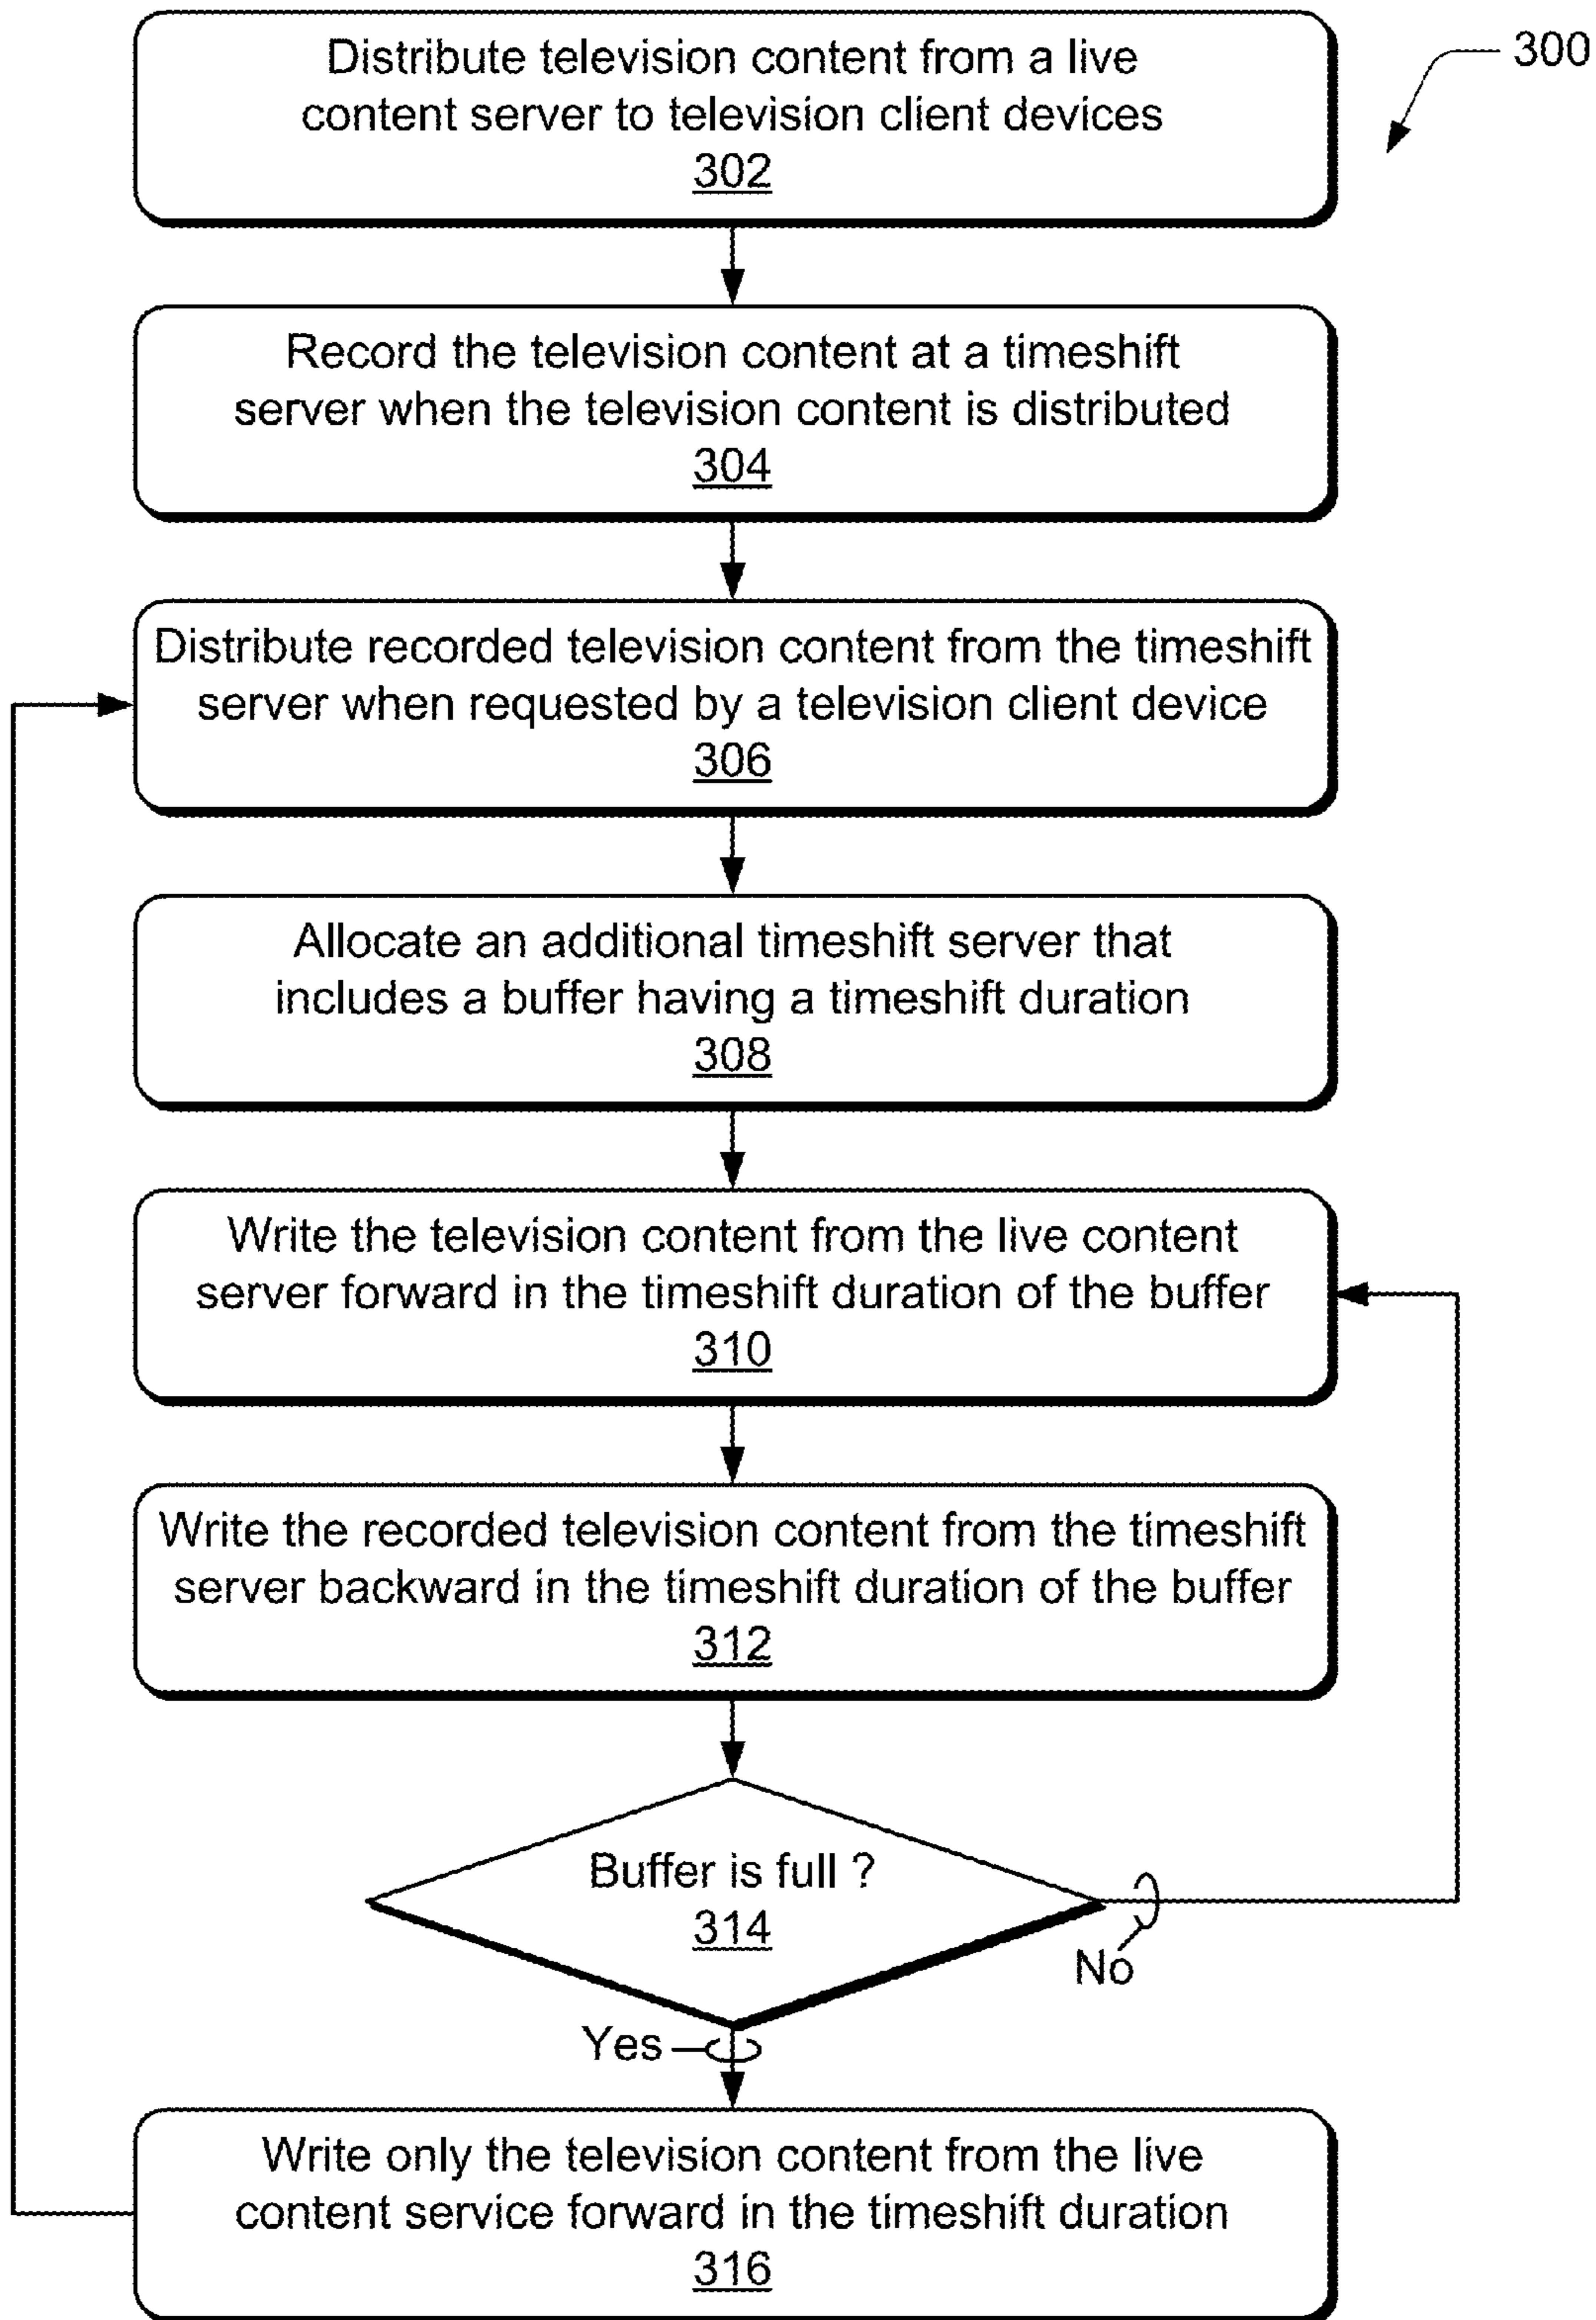 300
Distribute television content from a live
content server to television client devices
302
Record the television content at a timeshift
server when the television content is distributed
304
Distribute recorded television content from the timeshift
server when requested by a television client device
306
Allocate an additional timeshift server that
includes a buffer having a timeshift duration
308
Write the television content from the live content
server forward in the timeshift duration of the buffer
310
Write the recorded television content from the timeshift
server backward in the timeshift duration of the buffer
312
Buffer is full ?
314
No
Yes
Write only the television content from the live
content service forward in the timeshift duration
316